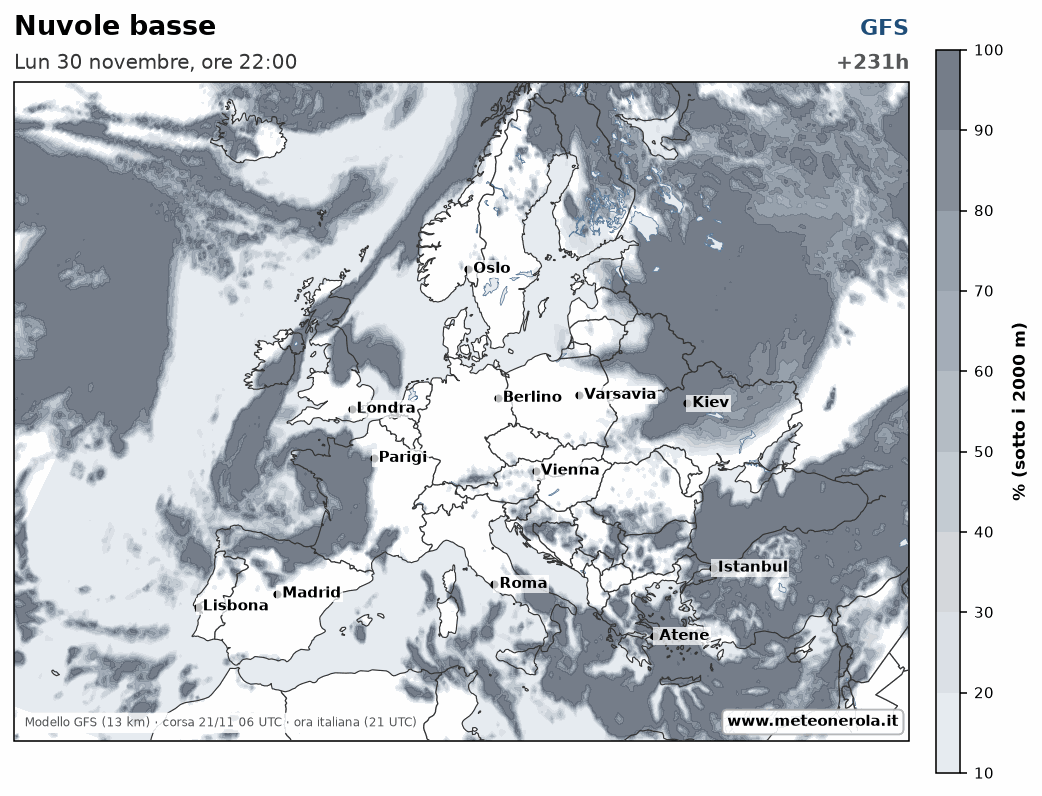 Nuvole basse
GFS
Lun 30 novembre, ore 22:00
+231h
Oslo
Londra
Berlino
Varsavia
Kiev
Parigi
Vienna
Istanbul
Roma
Madrid
Lisbona
Atene
Modello GFS (13 km) · corsa 21/11 06 UTC · ora italiana (21 UTC)
www.meteonerola.it
100
90
80
70
60
50
40
30
20
10
% (sotto i 2000 m)